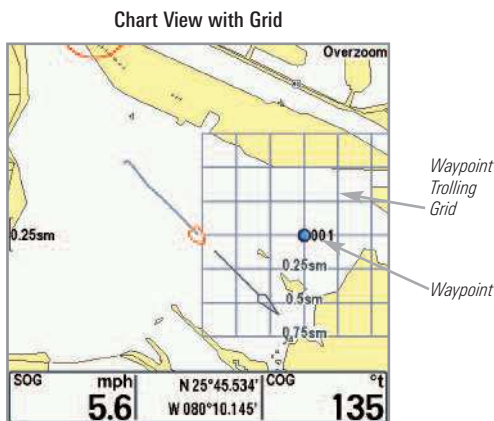 Chart View with Grid
Overzoom
Waypoint
Trolling
Grid
0.25sm
001
0.25sm
Waypoint
0.5sm
0.75sm
SOG mph
5.6
N 25°45.534'
W 080°10.145'
COG °t
135